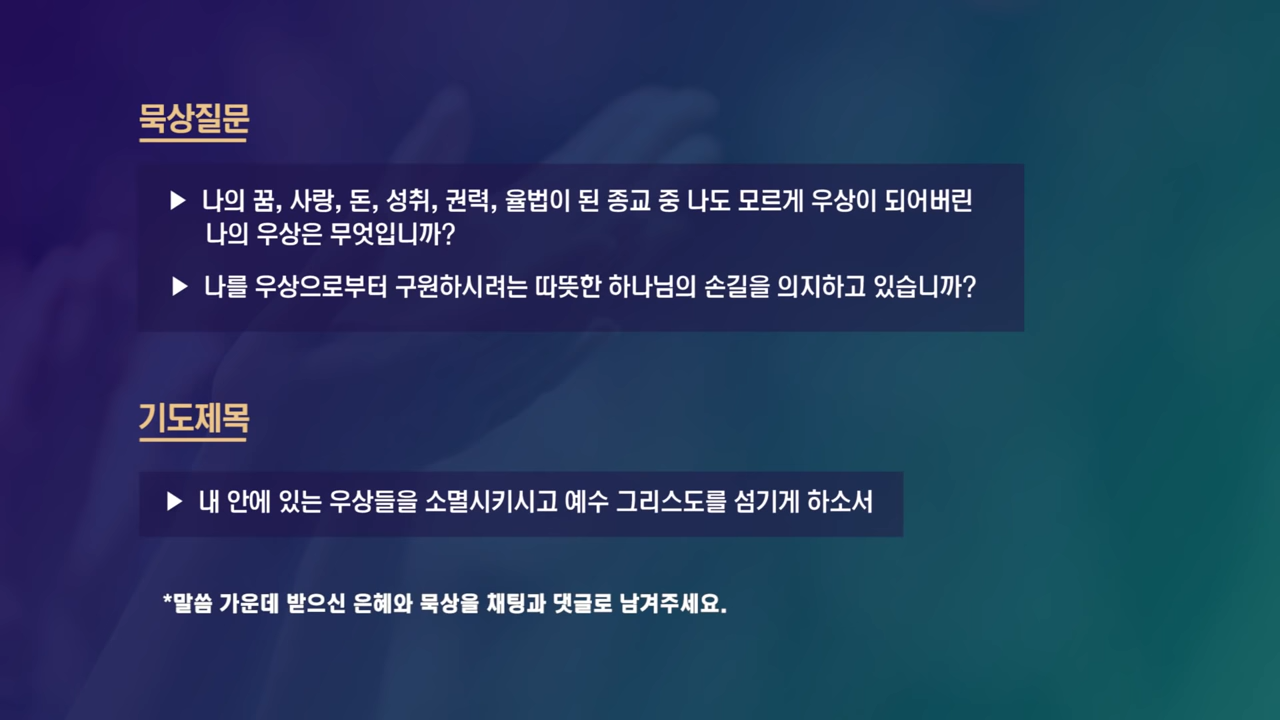 묵상질문
▶ 나의 꿈, 사랑, 돈, 성취, 권력, 율법이 된 종교 중 나도 모르게 우상이 되어버린
나의 우상은 무엇입니까?
▶ 나를 우상으로부터 구원하시려는 따뜻한 하나님의 손길을 의지하고 있습니까?
기도제목
▶ 내 안에 있는 우상들을 소멸시키시고 예수 그리스도를 섬기게 하소서
*말씀 가운데 받으신 은혜와 묵상을 채팅과 댓글로 남겨주세요.